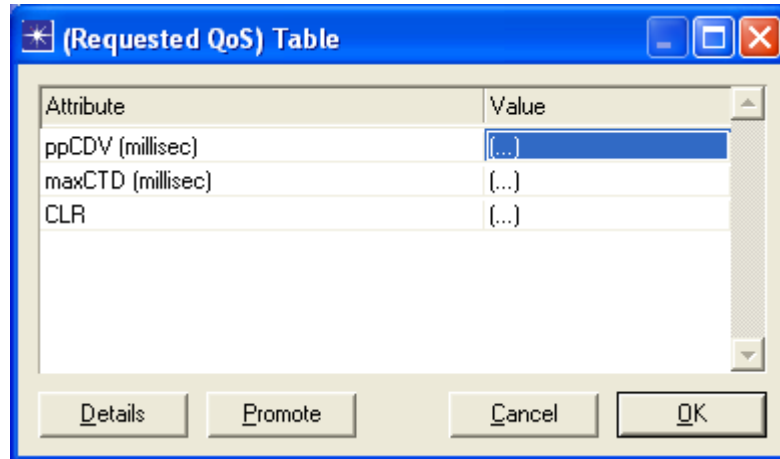 (Requested QoS) Table
Attribute Value
ppCDV (millisec) (...)
maxCTD (millisec) (...)
CLR (...)
Details Promote Cancel OK